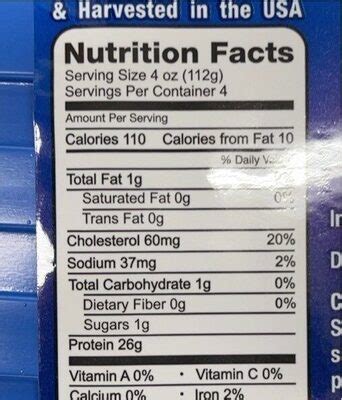 & Harvested in the USA
Nutrition Facts
Serving Size 4 oz (112g)
Servings Per Container 4
Amount Per Serving
Calories 110 Calories from Fat 10
% Daily
Total Fat 1g
Saturated Fat 0g
Trans Fat 0g
Cholesterol 60mg 20%
Sodium 37mg 2%
Total Carbohydrate 1g 0%
Dietary Fiber 0g 0%
Sugars 1g
Protein 26g
Vitamin A 0% • Vitamin C 0%
Calcium 0% • Iron 2%